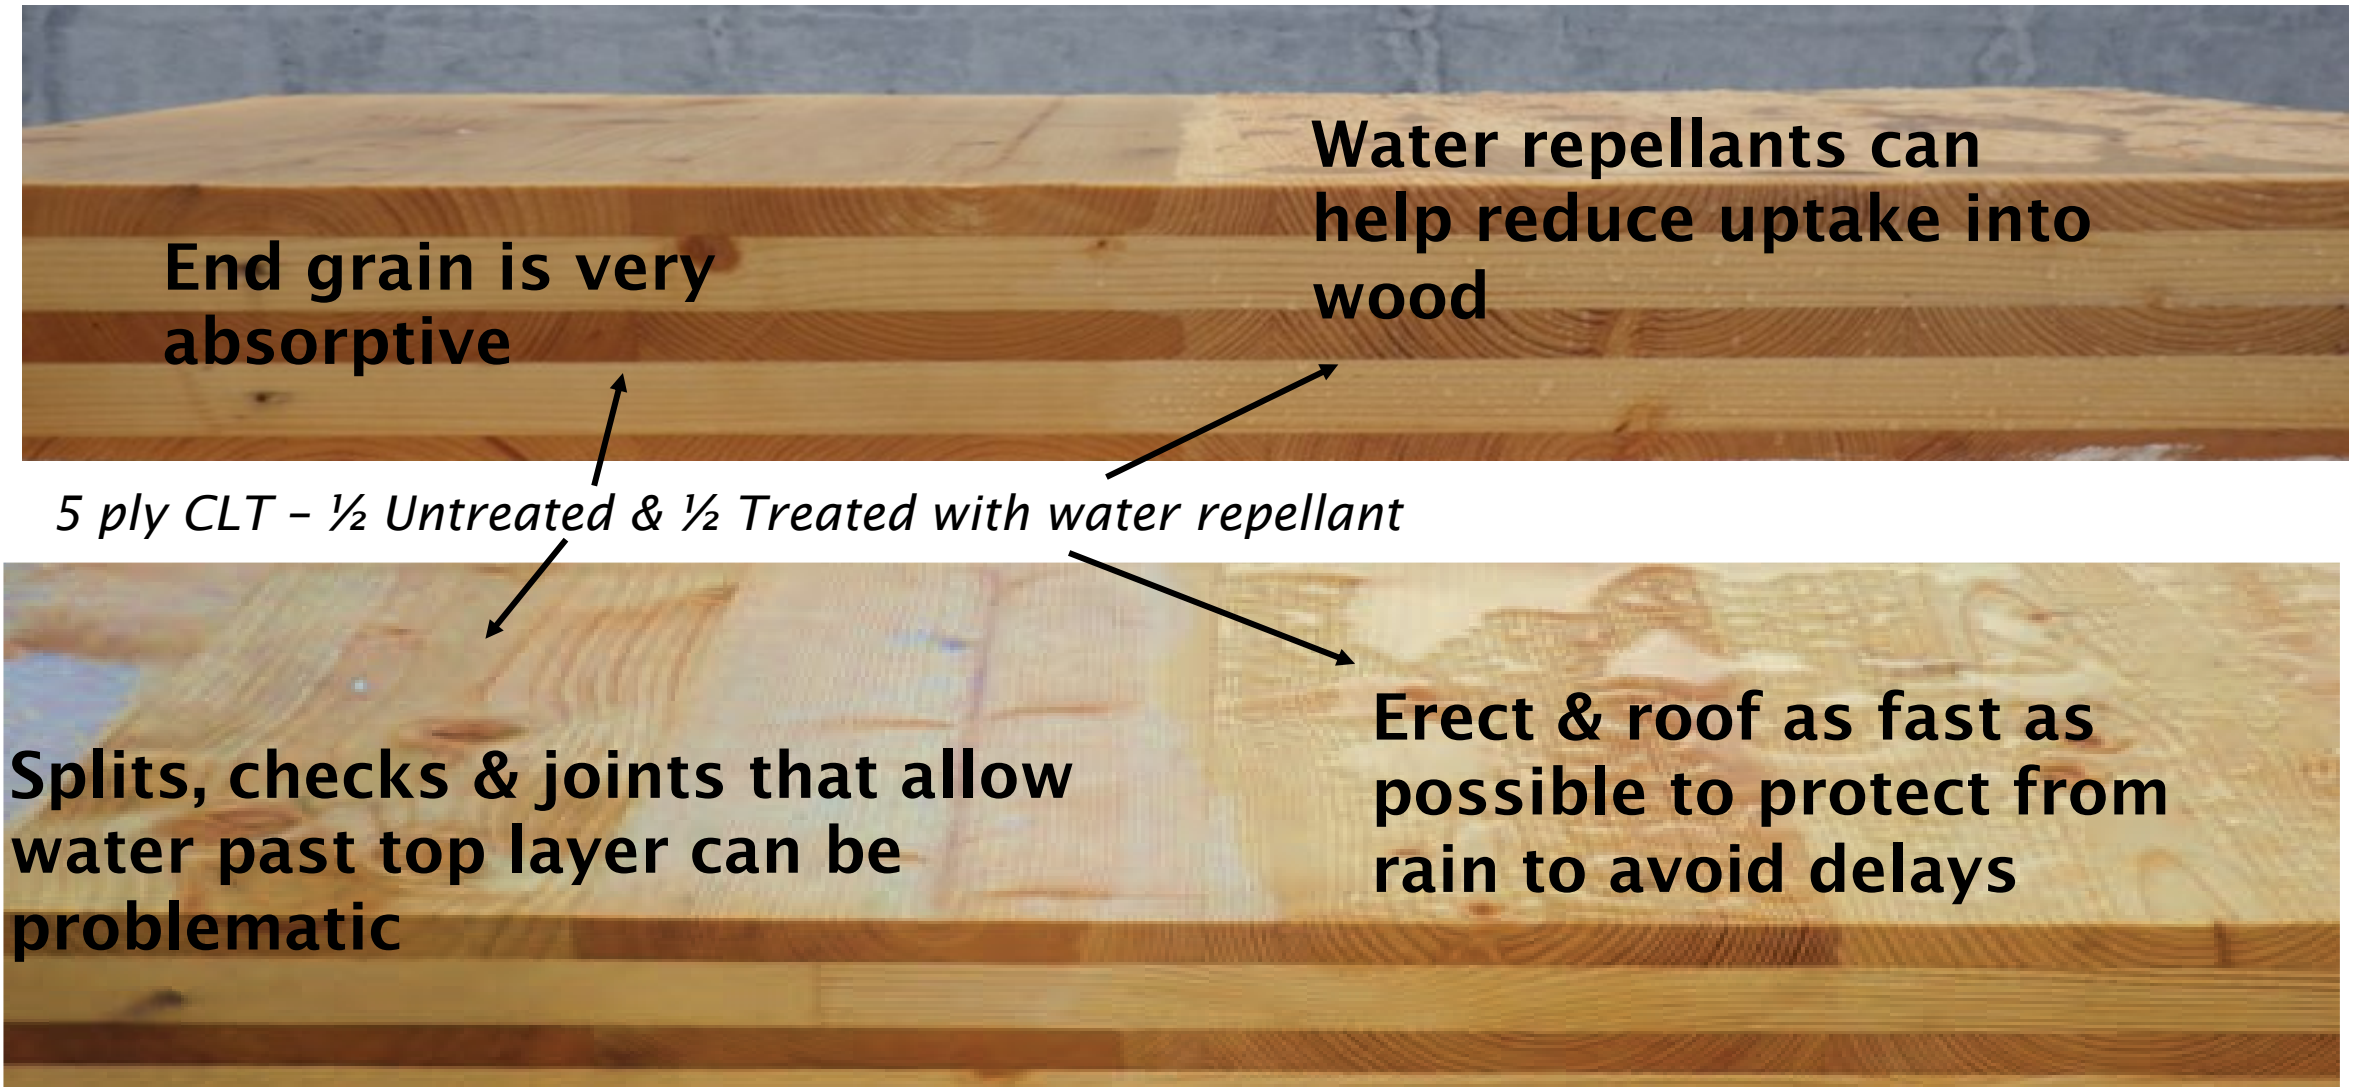 End grain is very
absorptive
Water repellants can
help reduce uptake into
wood
5 ply CLT – ½ Untreated & ½ Treated with water repellant
Splits, checks & joints that allow
water past top layer can be
problematic
Erect & roof as fast as
possible to protect from
rain to avoid delays